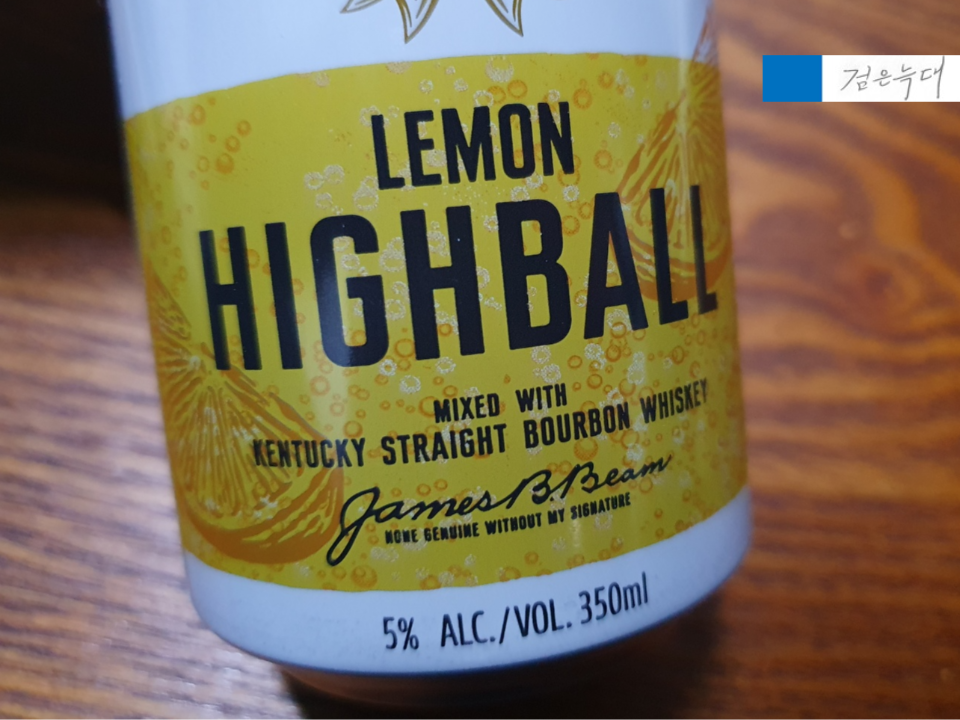 검은늑대
LEMON
HIGHBALL
MIXED WITH
KENTUCKY STRAIGHT BOURBON WHISKEY
James B. Beam
NONE GENUINE WITHOUT MY SIGNATURE
5% ALC./VOL. 350ml